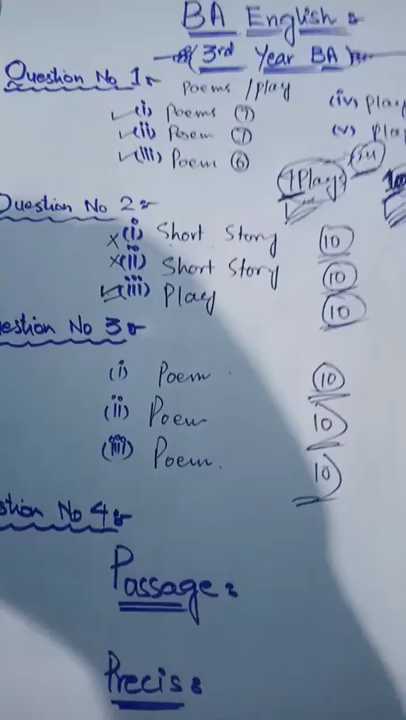 BA English:
(3rd Year BA)
Question No 1:
Poems / play
(i) Poems (7)
(ii) Poem (7)
(iii) Poem (6)
(iv) play
(v) Pla
1 Plays
Question No 2:
x (i) Short Story (10)
x (ii) Short Story (10)
(iii) Play (10)
estion No 3:
(i) Poem (10)
(ii) Poem (10)
(iii) Poem. (10)
stion No 4:
Passage:
Precis: